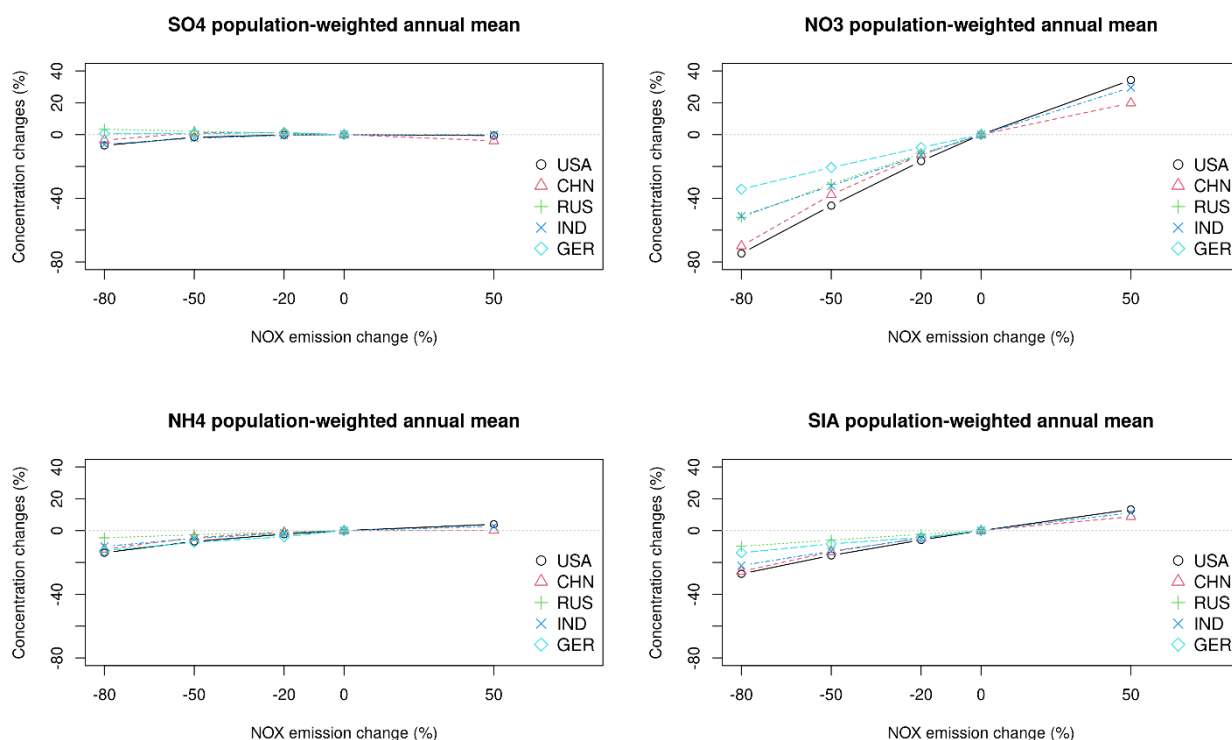 SO4 population-weighted annual mean
Concentration changes (%)
40
20
0
-40
-80
-80 -50 -20 0 50
NOX emission change (%)
USA
CHN
RUS
IND
GER
NO3 population-weighted annual mean
Concentration changes (%)
40
20
0
-40
-80
-80 -50 -20 0 50
NOX emission change (%)
USA
CHN
RUS
IND
GER
NH4 population-weighted annual mean
Concentration changes (%)
40
20
0
-40
-80
-80 -50 -20 0 50
NOX emission change (%)
USA
CHN
RUS
IND
GER
SIA population-weighted annual mean
Concentration changes (%)
40
20
0
-40
-80
-80 -50 -20 0 50
NOX emission change (%)
USA
CHN
RUS
IND
GER